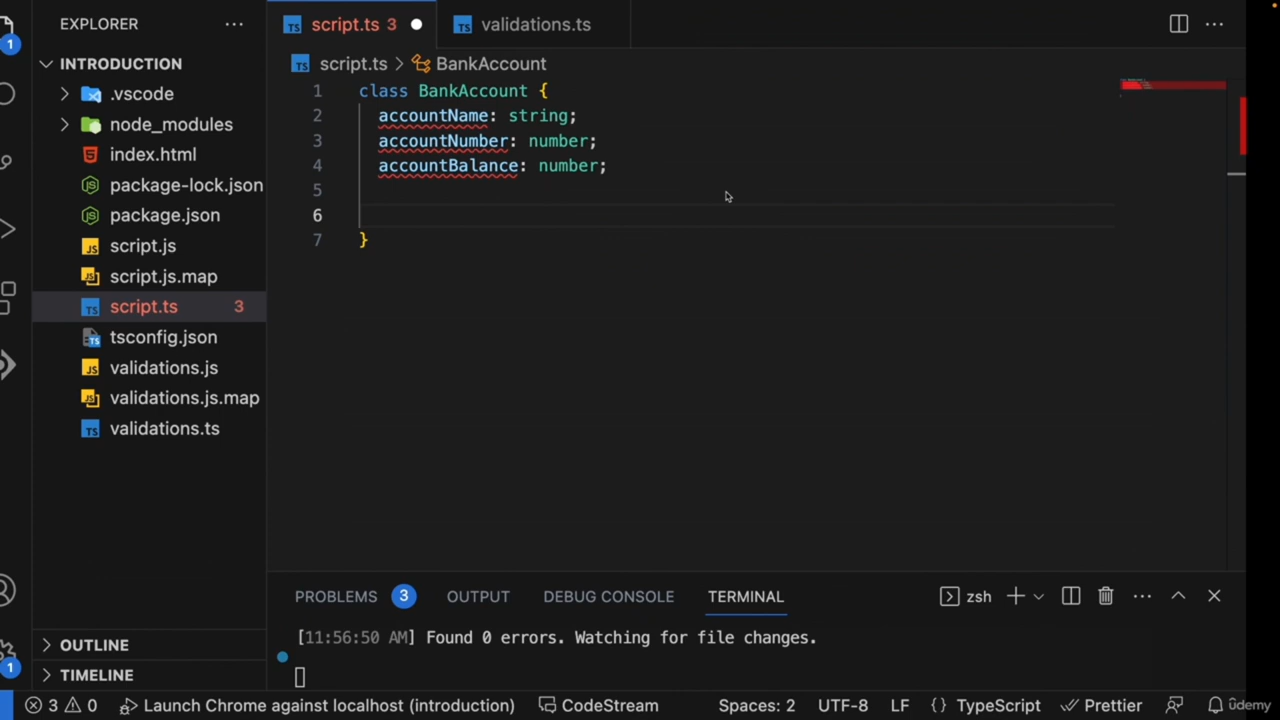 EXPLORER
script.ts 3
validations.ts
INTRODUCTION
script.ts > BankAccount
.vscode
node_modules
index.html
package-lock.json
package.json
script.js
script.js.map
script.ts 3
tsconfig.json
validations.js
validations.js.map
validations.ts
1 class BankAccount {
2 accountName: string;
3 accountNumber: number;
4 accountBalance: number;
5
6
7 }
1
PROBLEMS 3 OUTPUT DEBUG CONSOLE TERMINAL
zsh
[11:56:50 AM] Found 0 errors. Watching for file changes.
OUTLINE
TIMELINE
1
3 0 Launch Chrome against localhost (introduction) CodeStream Spaces: 2 UTF-8 LF {} TypeScript Prettier
ûdemy